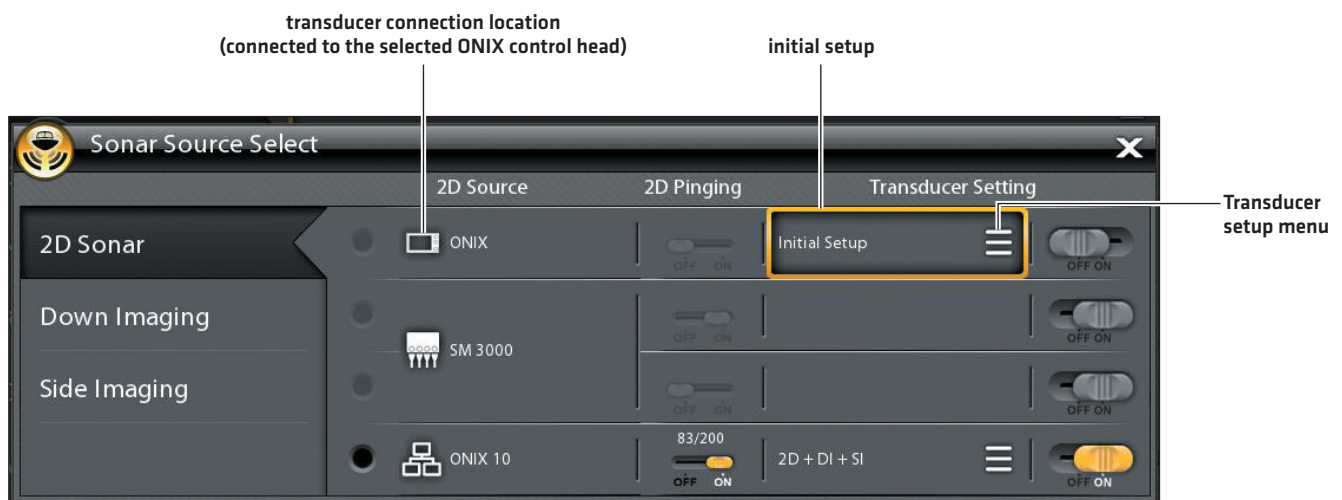 transducer connection location
(connected to the selected ONIX control head)
initial setup
Sonar Source Select
X
2D Source 2D Pinging Transducer Setting
Transducer
setup menu
2D Sonar
ONIX
OFF ON
Initial Setup
OFF ON
Down Imaging
SM 3000
OFF ON
OFF ON
Side Imaging
OFF ON
OFF ON
ONIX 10
83/200
OFF ON
2D + DI + SI
OFF ON